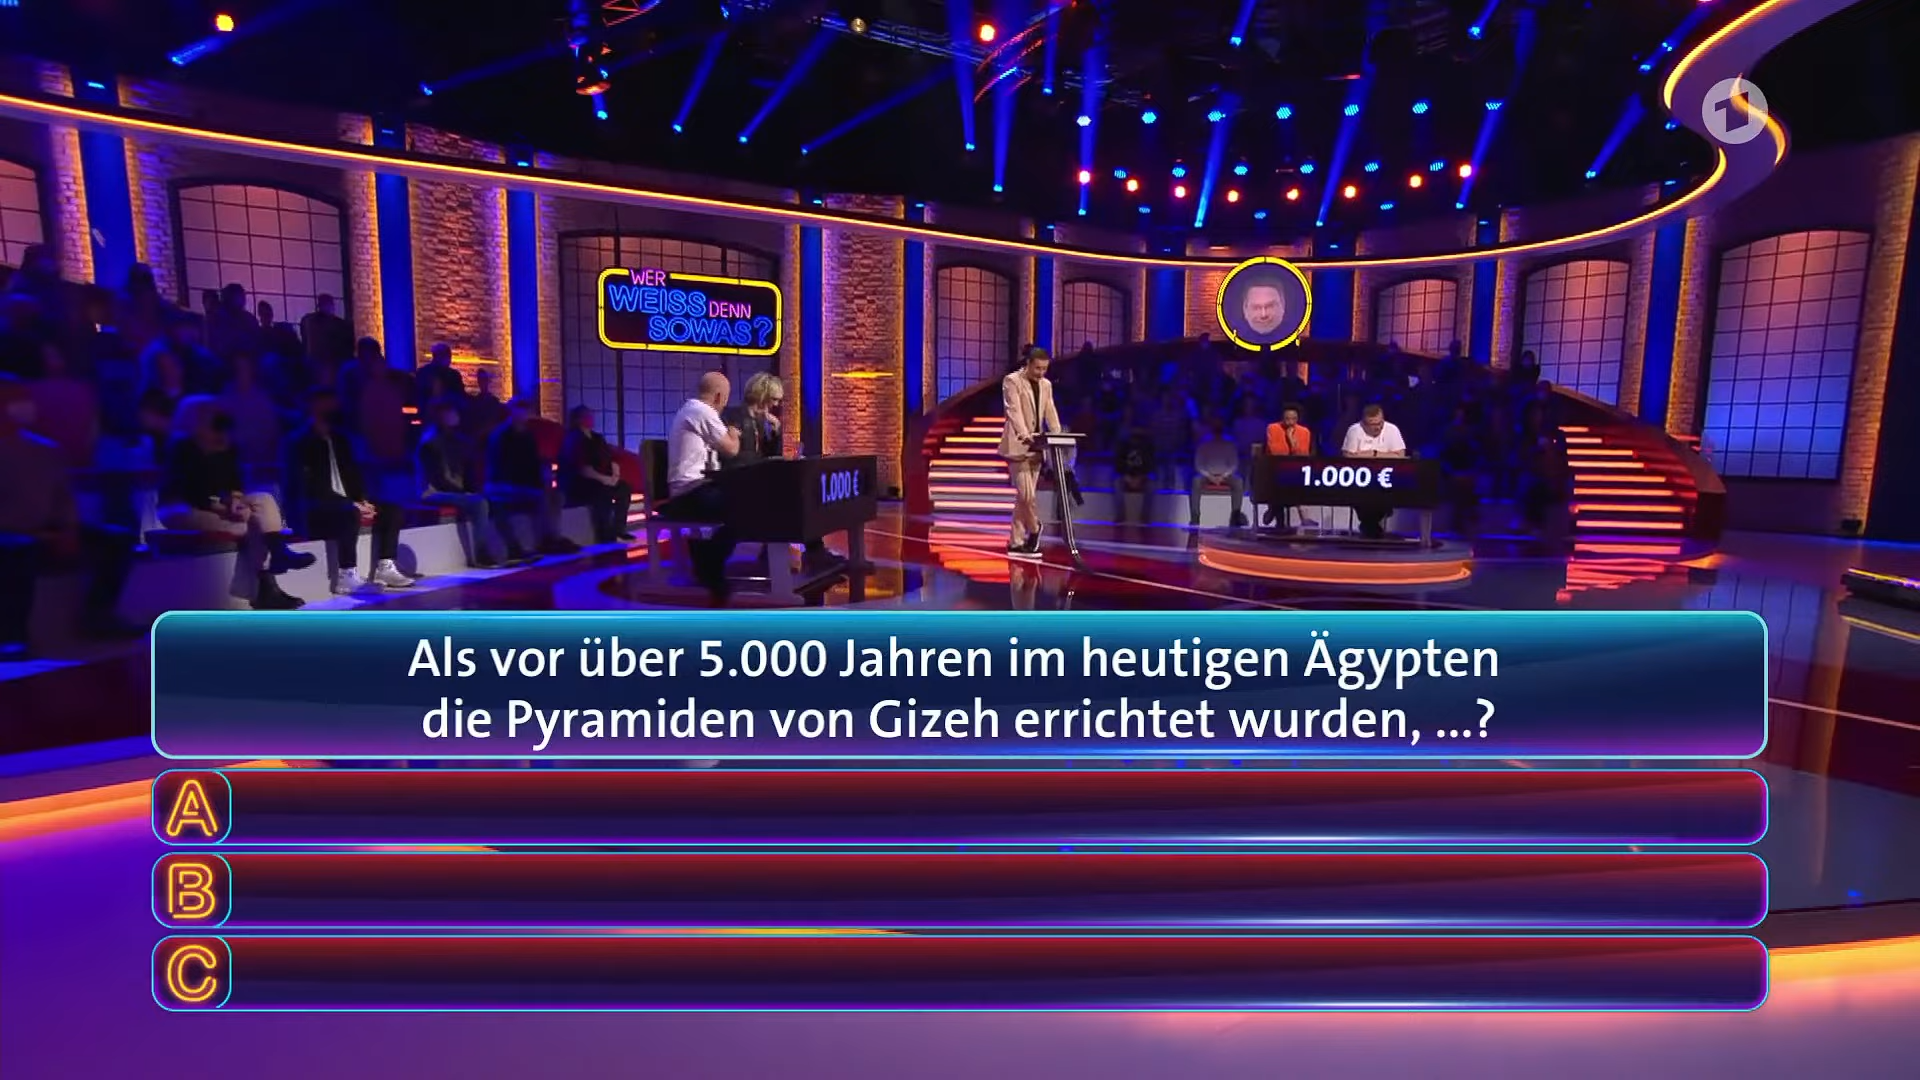 WER
WEISS DENN
SOWAS?
1.000 €
1.000 €
Als vor über 5.000 Jahren im heutigen Ägypten
die Pyramiden von Gizeh errichtet wurden, ...?
A
B
C